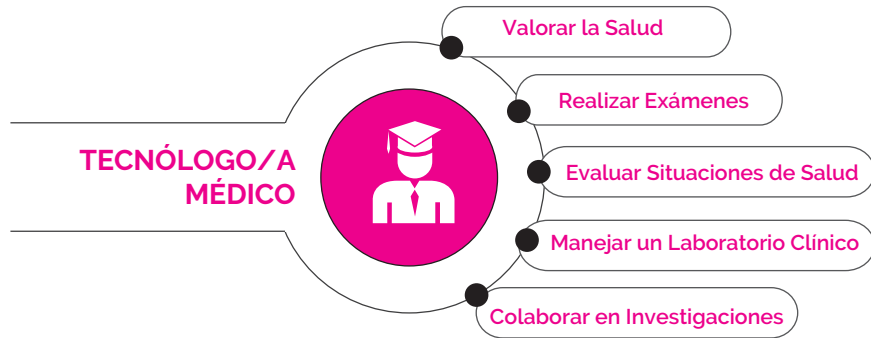 Valorar la Salud
Realizar Exámenes
TECNÓLOGO/A
MÉDICO
Evaluar Situaciones de Salud
Manejar un Laboratorio Clínico
Colaborar en Investigaciones